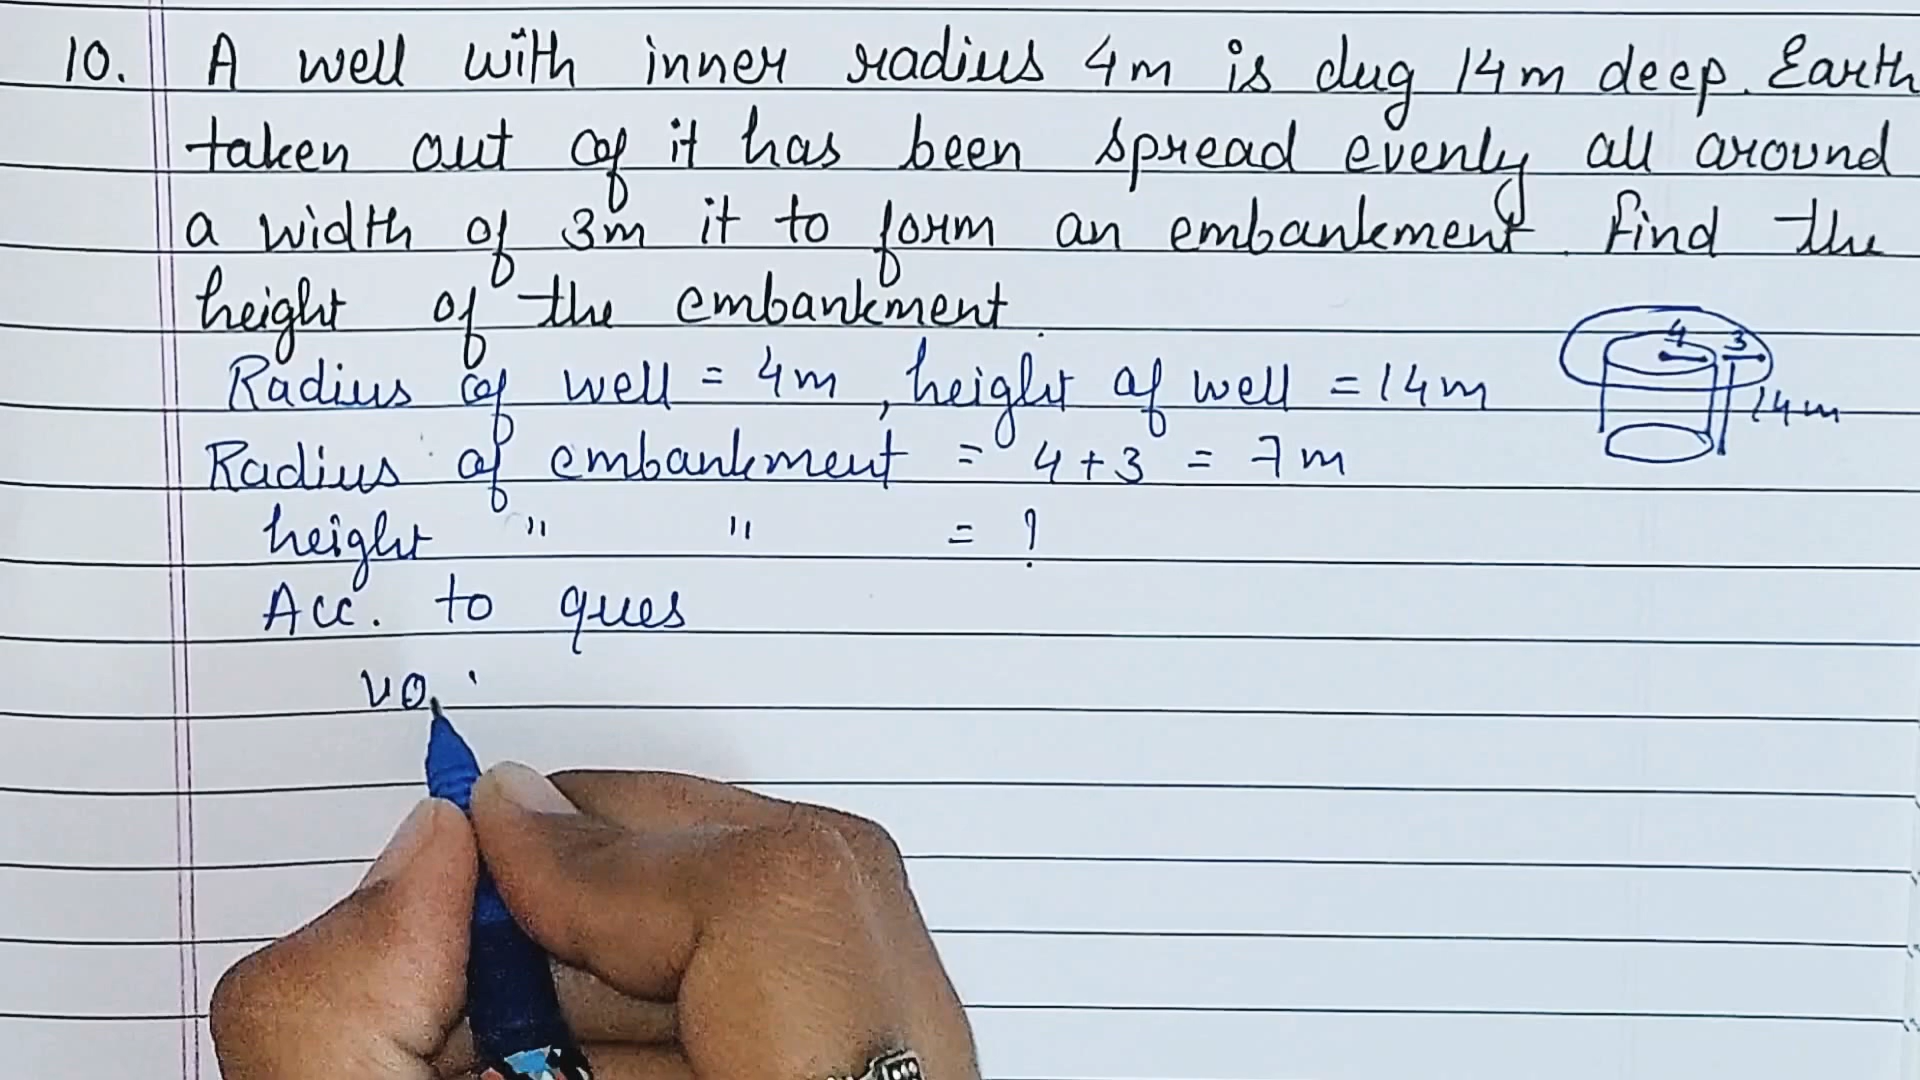 10. A well with inner radius 4m is dug 14m deep. Earth
taken out of it has been spread evenly all around
a width of 3m it to form an embankment. Find the
height of the embankment.
4 3
Radius of well = 4m, height of well = 14m
14m
Radius of embankment = 4+3 = 7m
height " " = ?
Acc. to ques
vo